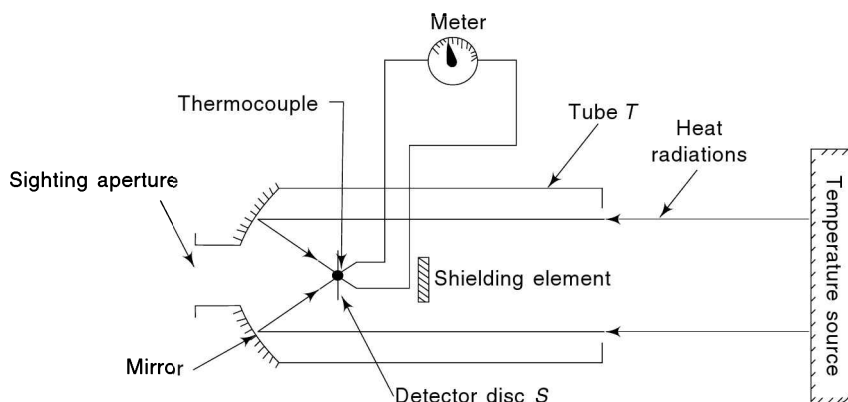 Meter
Thermocouple
Tube T
Heat
radiations
Sighting aperture
Temperature source
Shielding element
Mirror
Detector disc S